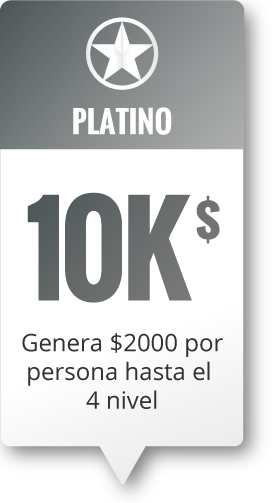 PLATINO
10K$
Genera $2000 por
persona hasta el
4 nivel